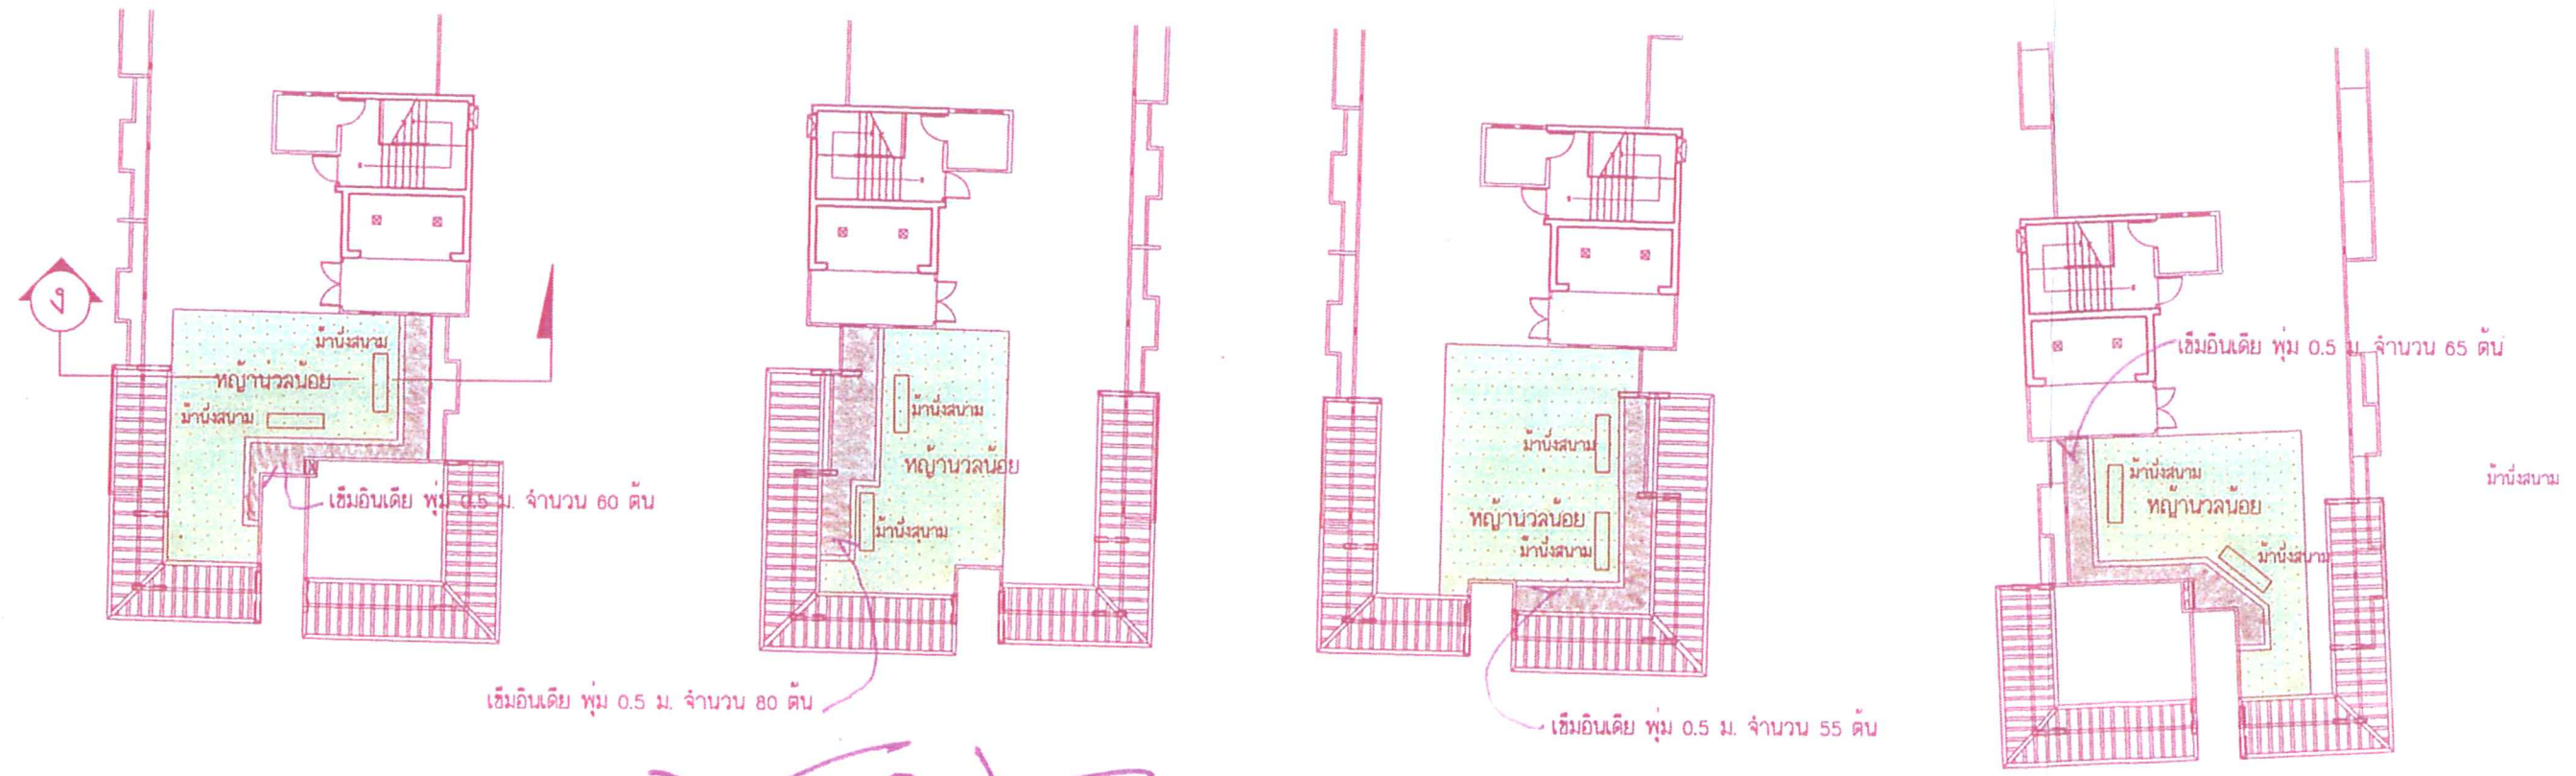 ง
ม้านั่งสนาม
หญ้านวลน้อย
ม้านั่งสนาม
เข็มอินเดีย พุ่ม 0.5 ม. จำนวน 60 ต้น
ม้านั่งสนาม
หญ้านวลน้อย
ม้านั่งสนาม
เข็มอินเดีย พุ่ม 0.5 ม. จำนวน 80 ต้น
ม้านั่งสนาม
หญ้านวลน้อย
ม้านั่งสนาม
เข็มอินเดีย พุ่ม 0.5 ม. จำนวน 55 ต้น
เข็มอินเดีย พุ่ม 0.5 ม. จำนวน 65 ต้น
ม้านั่งสนาม
หญ้านวลน้อย
ม้านั่งสนาม
ม้านั่งสนาม